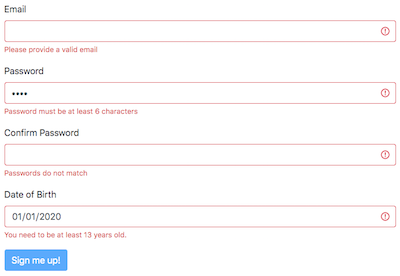 Email
Please provide a valid email
Password
••••
Password must be at least 6 characters
Confirm Password
Passwords do not match
Date of Birth
01/01/2020
You need to be at least 13 years old.
Sign me up!